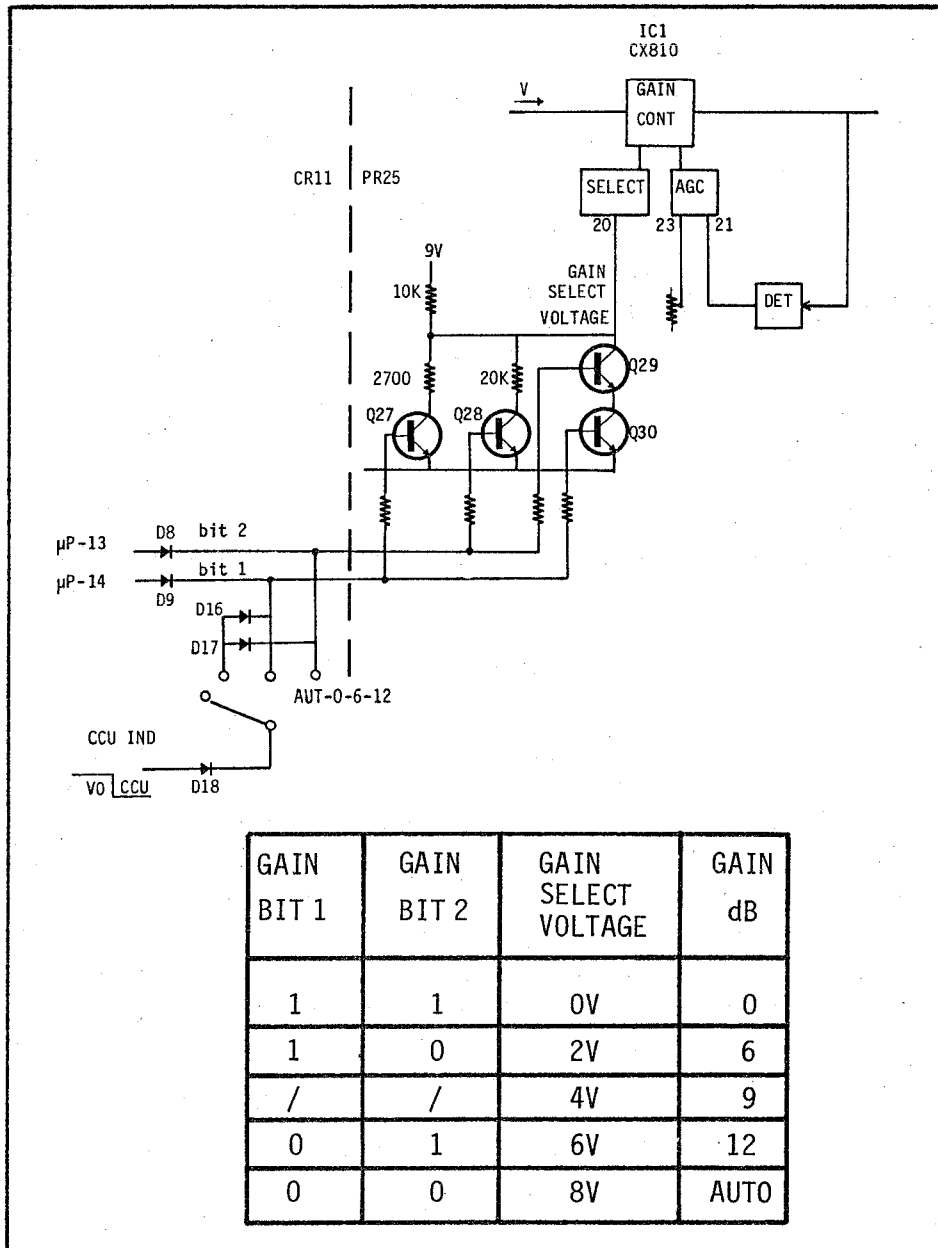 IC1
CX810
GAIN
CONT
V
CR11 PR25
SELECT
AGC
20 23 21
9V
10K
GAIN
SELECT
VOLTAGE
DET
2700
20K
Q29
Q27
Q28
Q30
µP-13 D8 bit 2
µP-14 D9 bit 1
D16
D17
AUT-0-6-12
CCU IND
VO CCU D18
GAIN BIT 1 GAIN BIT 2 GAIN SELECT VOLTAGE GAIN dB
1 1 0V 0
1 0 2V 6
/ / 4V 9
0 1 6V 12
0 0 8V AUTO